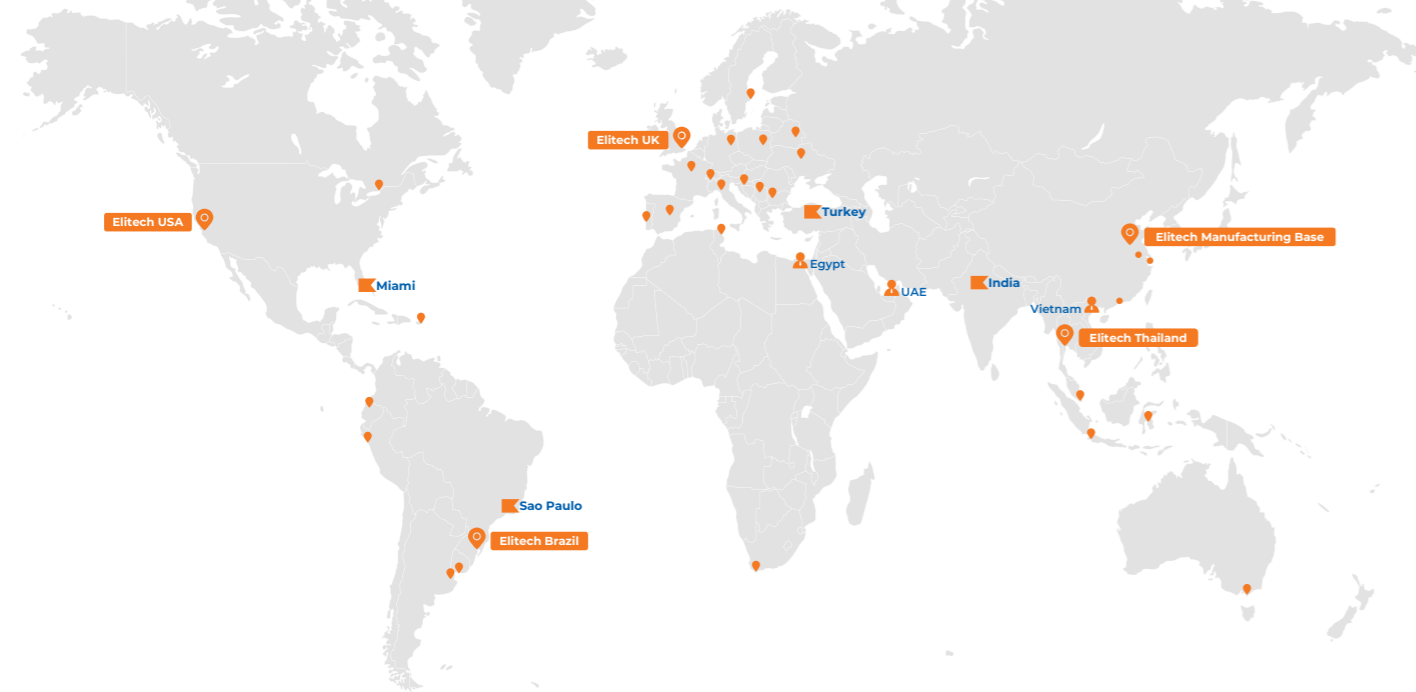 Elitech UK
Elitech USA
Turkey
Elitech Manufacturing Base
Egypt
Miami
UAE
India
Vietnam
Elitech Thailand
Sao Paulo
Elitech Brazil